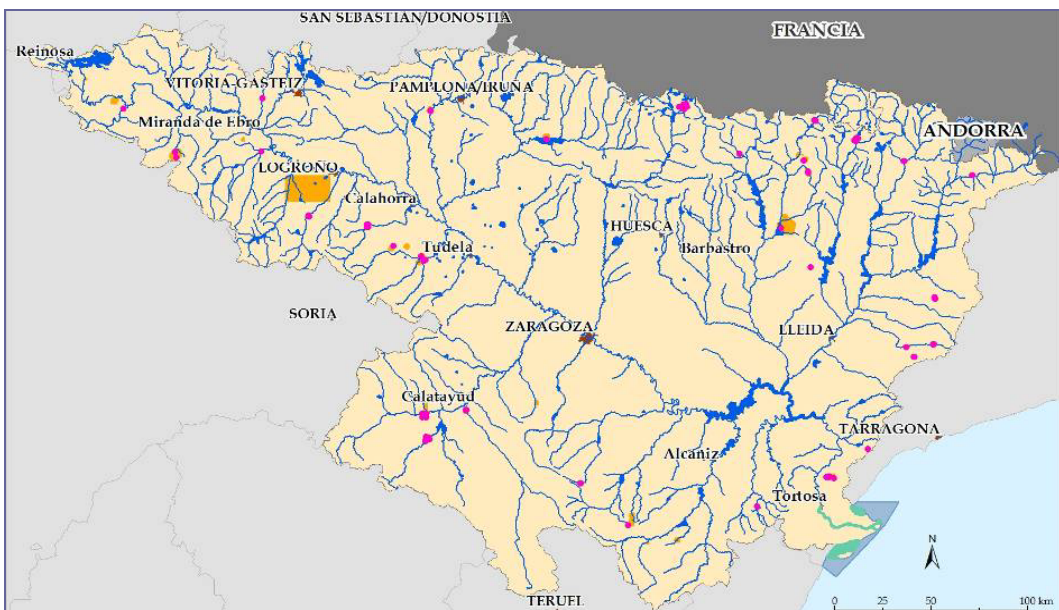 SAN SEBASTIÁN/DONOSTIA
FRANCIA
Reinosa
VITORIA-GASTEIZ
PAMPLONA/IRUÑA
Miranda de Ebro
ANDORRA
LOGROÑO
Calahorra
HUESCA
Tudela
Barbastro
SORIA
ZARAGOZA
LLEIDA
Calatayud
TARRAGONA
Alcañiz
Tortosa
N
TERUEL
0 25 50 100 km